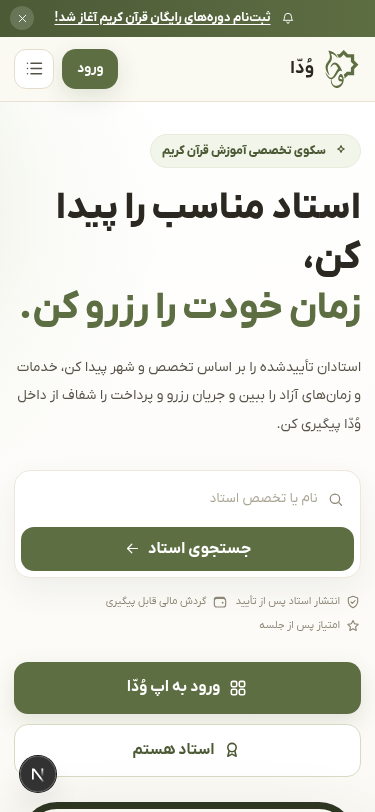 ثبت‌نام دوره‌های رایگان قرآن کریم آغاز شد!
وُدّا
ورود
سکوی تخصصی آموزش قرآن کریم
استاد مناسب را پیدا
کن،
زمان خودت را رزرو کن.
استادان تأییدشده را بر اساس تخصص و شهر پیدا کن، خدمات
و زمان‌های آزاد را ببین و جریان رزرو و پرداخت را شفاف از داخل
وُدّا پیگیری کن.
نام یا تخصص استاد
جستجوی استاد
انتشار استاد پس از تأیید
گردش مالی قابل پیگیری
امتیاز پس از جلسه
ورود به اپ وُدّا
استاد هستم
N